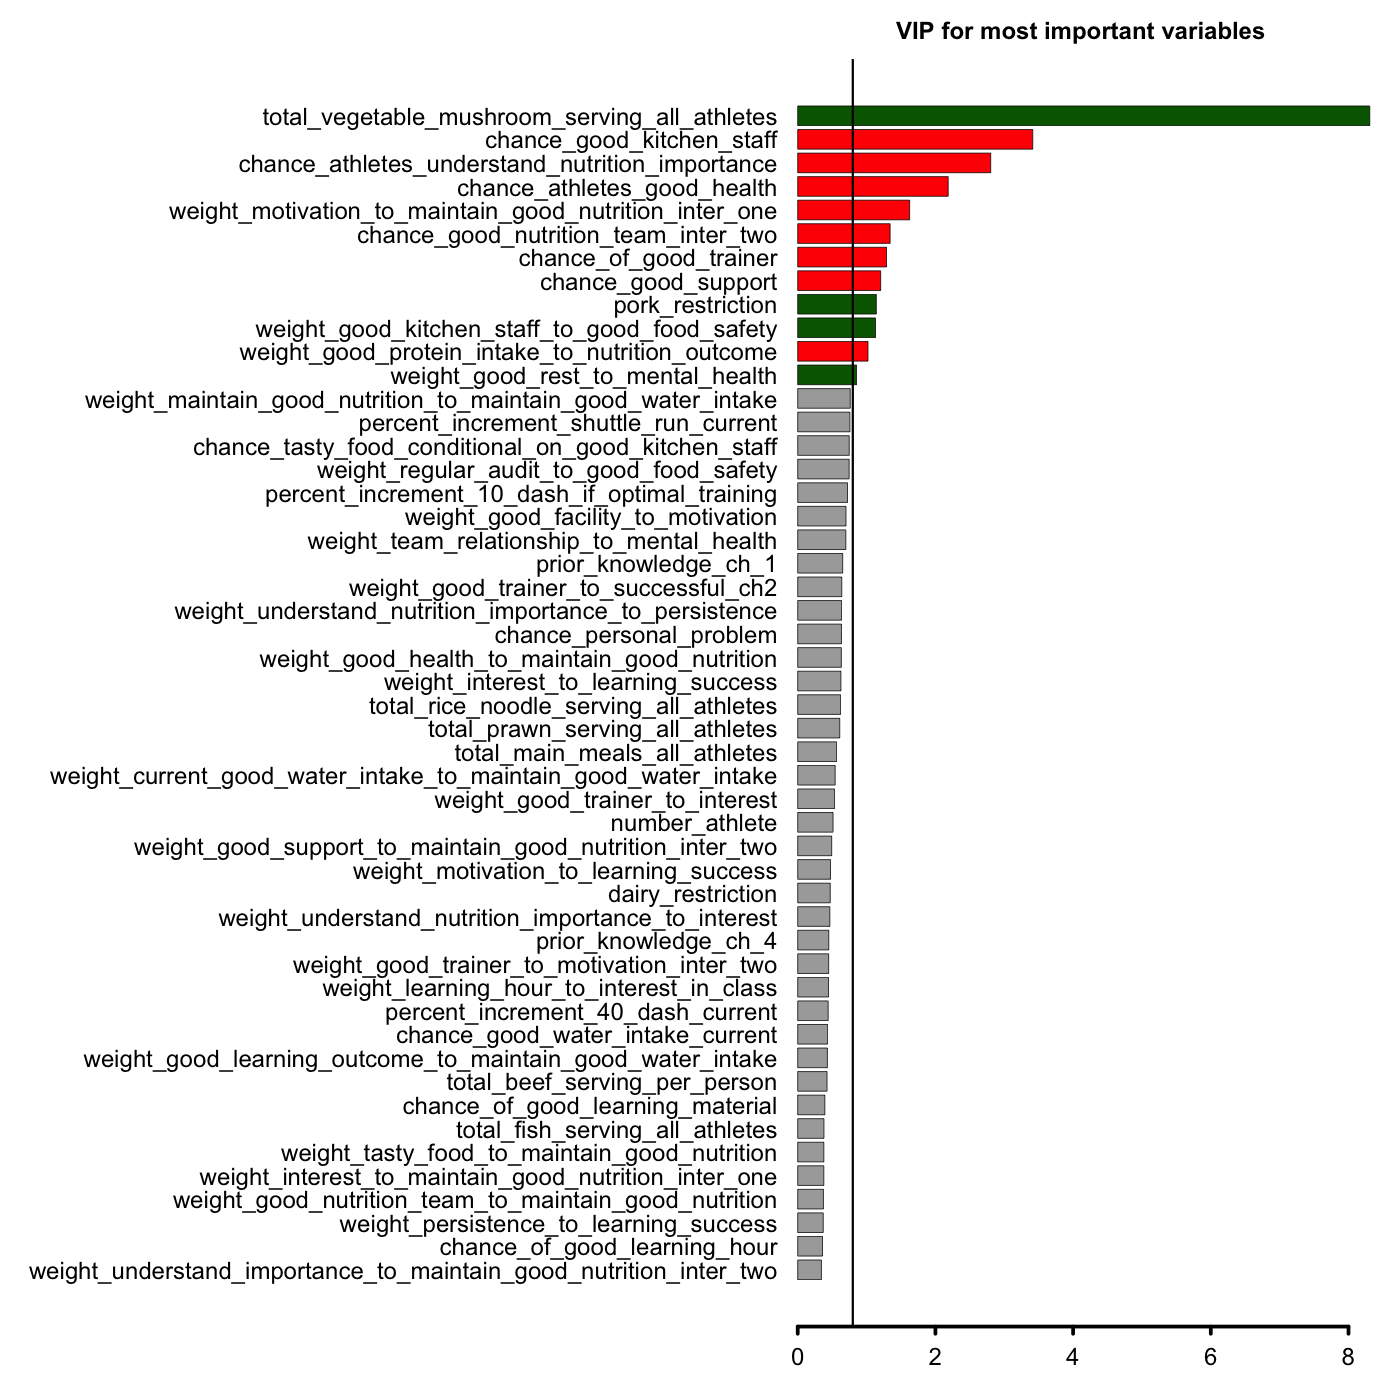 VIP for most important variables
total_vegetable_mushroom_serving_all_athletes
chance_good_kitchen_staff
chance_athletes_understand_nutrition_importance
chance_athletes_good_health
weight_motivation_to_maintain_good_nutrition_inter_one
chance_good_nutrition_team_inter_two
chance_of_good_trainer
chance_good_support
pork_restriction
weight_good_kitchen_staff_to_good_food_safety
weight_good_protein_intake_to_nutrition_outcome
weight_good_rest_to_mental_health
weight_maintain_good_nutrition_to_maintain_good_water_intake
percent_increment_shuttle_run_current
chance_tasty_food_conditional_on_good_kitchen_staff
weight_regular_audit_to_good_food_safety
percent_increment_10_dash_if_optimal_training
weight_good_facility_to_motivation
weight_team_relationship_to_mental_health
prior_knowledge_ch_1
weight_good_trainer_to_successful_ch2
weight_understand_nutrition_importance_to_persistence
chance_personal_problem
weight_good_health_to_maintain_good_nutrition
weight_interest_to_learning_success
total_rice_noodle_serving_all_athletes
total_prawn_serving_all_athletes
total_main_meals_all_athletes
weight_current_good_water_intake_to_maintain_good_water_intake
weight_good_trainer_to_interest
number_athlete
weight_good_support_to_maintain_good_nutrition_inter_two
weight_motivation_to_learning_success
dairy_restriction
weight_understand_nutrition_importance_to_interest
prior_knowledge_ch_4
weight_good_trainer_to_motivation_inter_two
weight_learning_hour_to_interest_in_class
percent_increment_40_dash_current
chance_good_water_intake_current
weight_good_learning_outcome_to_maintain_good_water_intake
total_beef_serving_per_person
chance_of_good_learning_material
total_fish_serving_all_athletes
weight_tasty_food_to_maintain_good_nutrition
weight_interest_to_maintain_good_nutrition_inter_one
weight_good_nutrition_team_to_maintain_good_nutrition
weight_persistence_to_learning_success
chance_of_good_learning_hour
weight_understand_importance_to_maintain_good_nutrition_inter_two
0 2 4 6 8